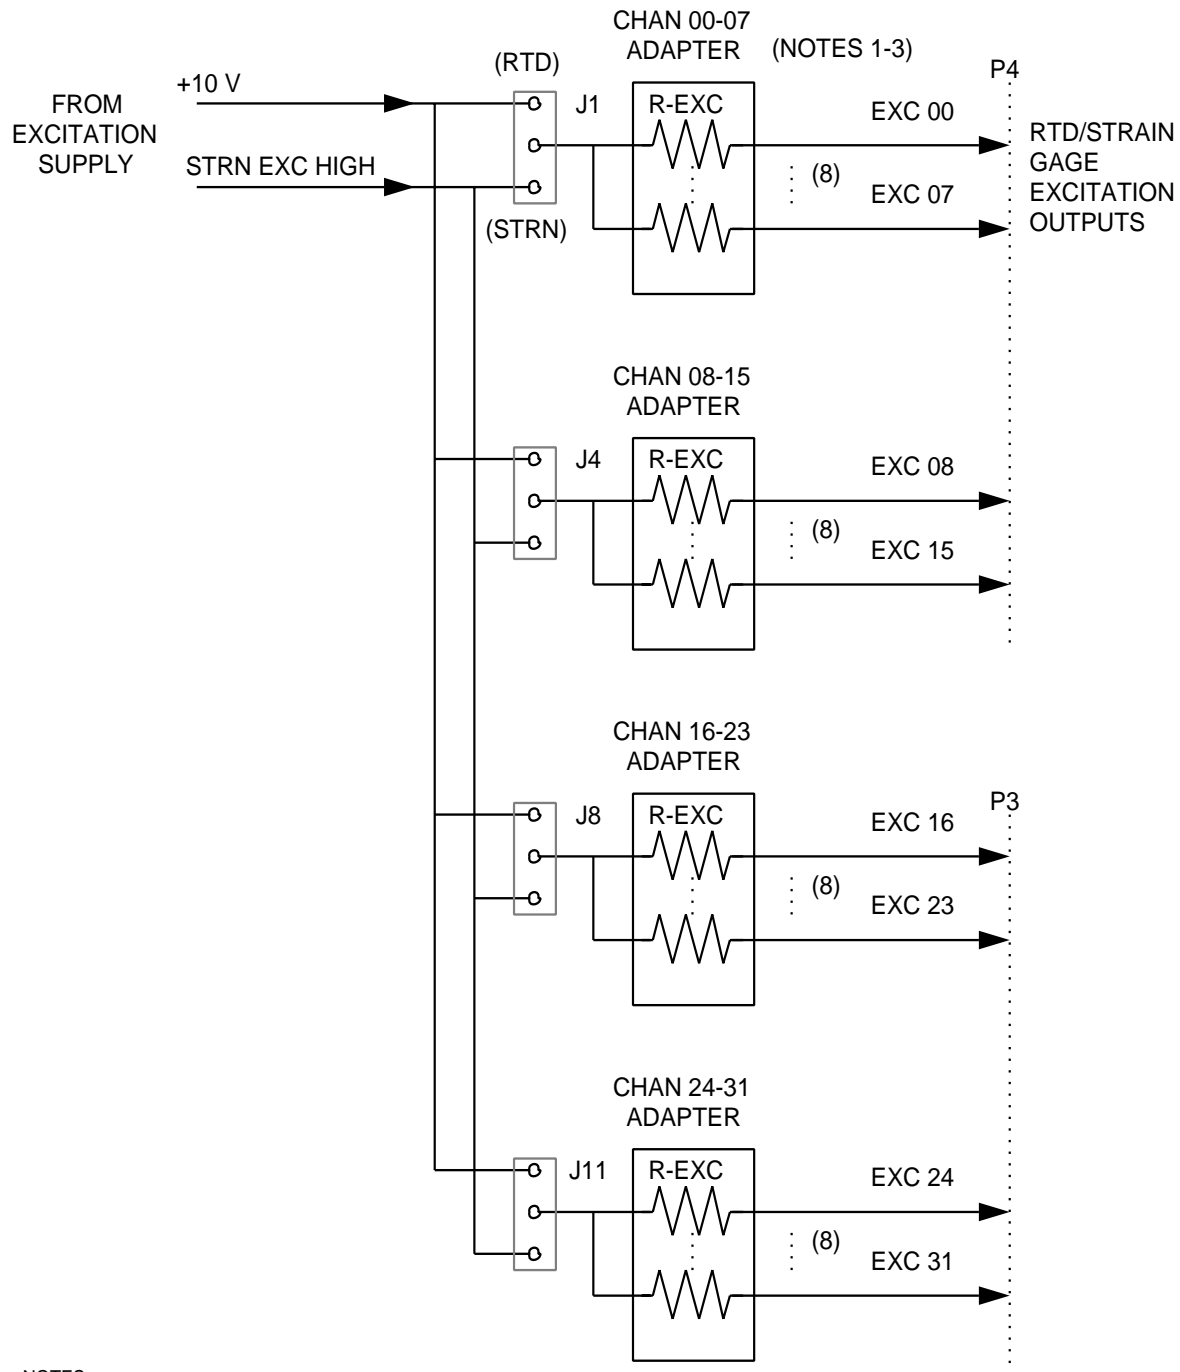 CHAN 00-07
ADAPTER
(NOTES 1-3)
(RTD)
P4
+10 V
FROM
EXCITATION
SUPPLY
J1
R-EXC
EXC 00
RTD/STRAIN
GAGE
EXCITATION
OUTPUTS
STRN EXC HIGH
(8)
EXC 07
(STRN)
CHAN 08-15
ADAPTER
J4
R-EXC
EXC 08
(8)
EXC 15
CHAN 16-23
ADAPTER
P3
J8
R-EXC
EXC 16
(8)
EXC 23
CHAN 24-31
ADAPTER
J11
R-EXC
EXC 24
(8)
EXC 31